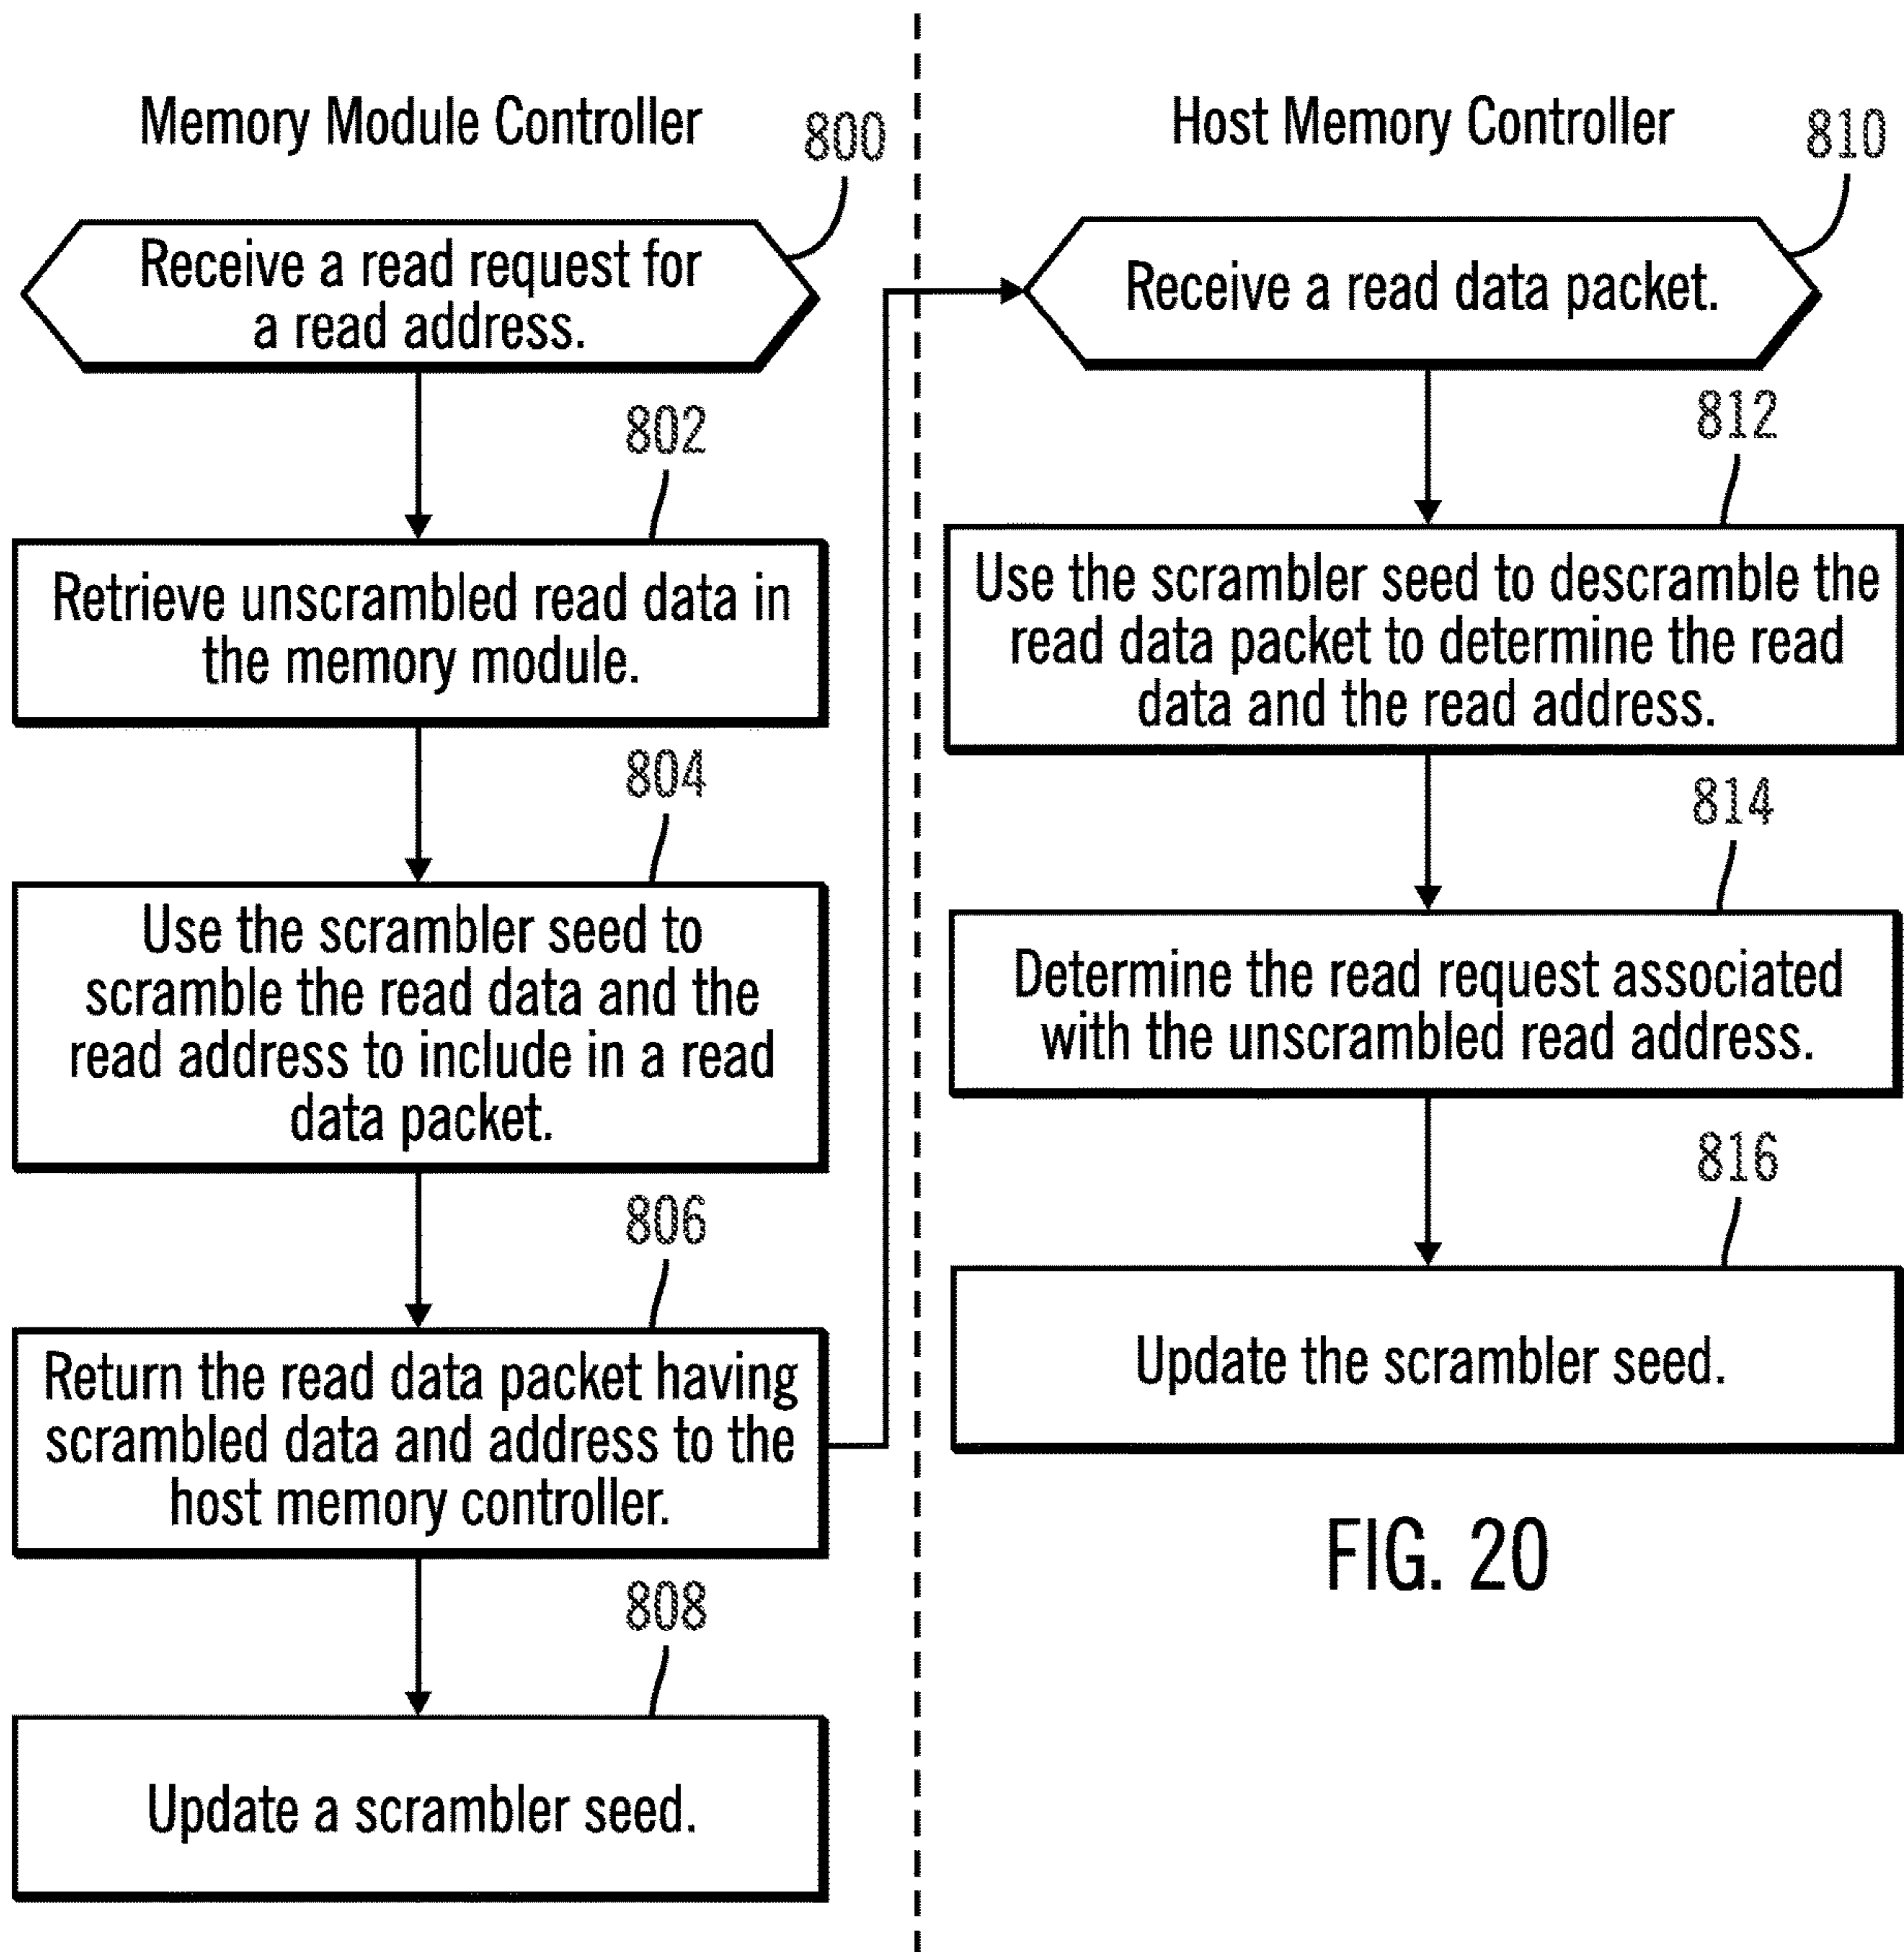 Memory Module Controller
800
Receive a read request for
a read address.
802
Retrieve unscrambled read data in
the memory module.
804
Use the scrambler seed to
scramble the read data and the
read address to include in a read
data packet.
806
Return the read data packet having
scrambled data and address to the
host memory controller.
808
Update a scrambler seed.
Host Memory Controller
810
Receive a read data packet.
812
Use the scrambler seed to descramble the
read data packet to determine the read
data and the read address.
814
Determine the read request associated
with the unscrambled read address.
816
Update the scrambler seed.
FIG. 20